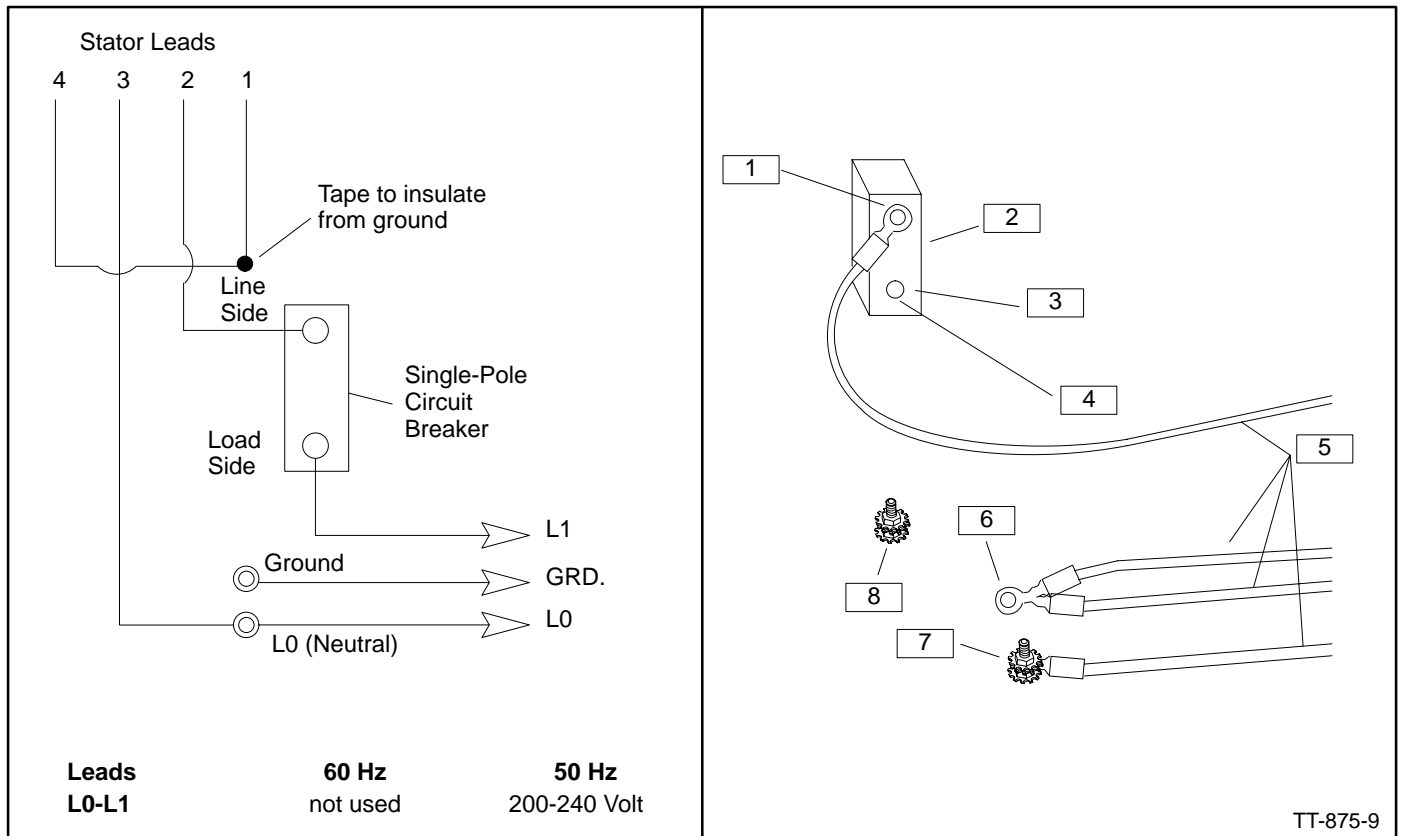 Stator Leads
4 3 2 1
Tape to insulate
from ground
Line
Side
Single-Pole
Circuit
Breaker
Load
Side
L1
Ground
GRD.
L0
L0 (Neutral)
Leads 60 Hz 50 Hz
L0-L1 not used 200-240 Volt
1
2
3
4
5
6
8
7
TT-875-9